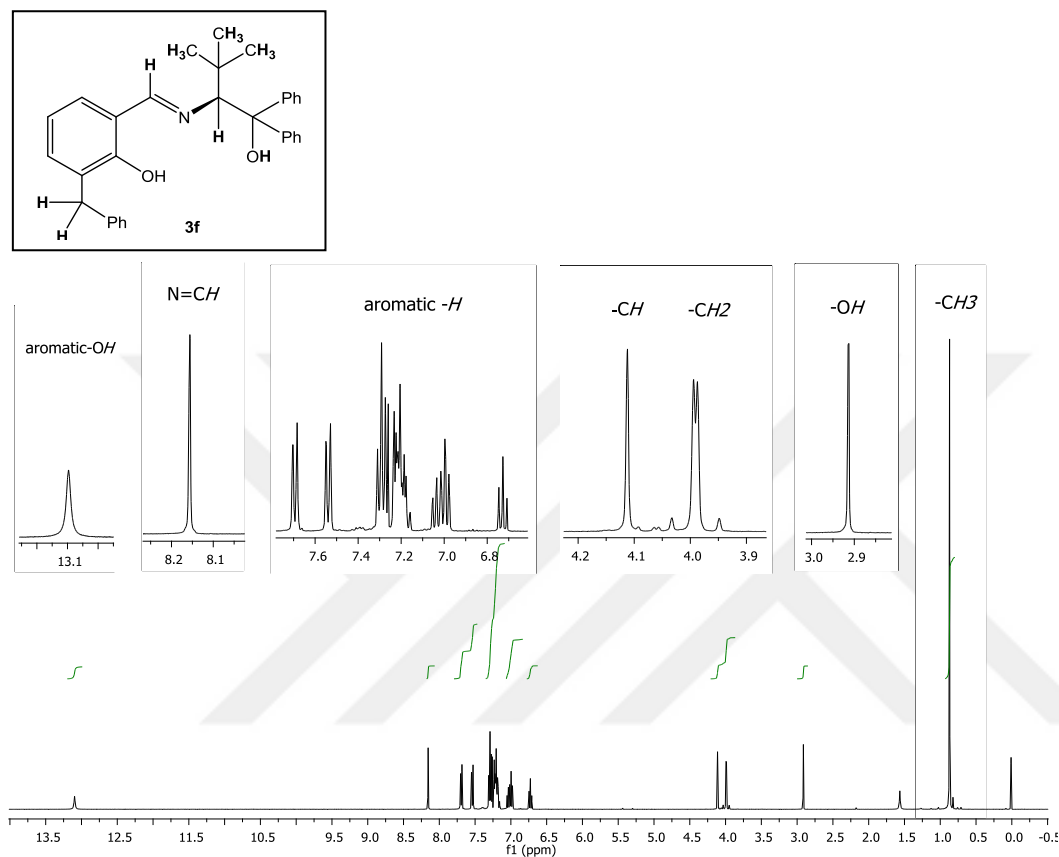 CH3
H3C CH3
H
N
Ph
H
Ph
OH
OH
H
Ph
H
3f
N=CH
aromatic -H
-CH -CH2
-OH
-CH3
aromatic-OH
13.1
8.2 8.1
7.6 7.4 7.2 7.0 6.8
4.2 4.1 4.0 3.9
3.0 2.9
13.5 12.5 11.5 10.5 9.5 8.5 8.0 7.5 7.0 6.5 6.0 5.5 5.0 4.5 4.0 3.5 3.0 2.5 2.0 1.5 1.0 0.5 0.0 -0.5
f1 (ppm)